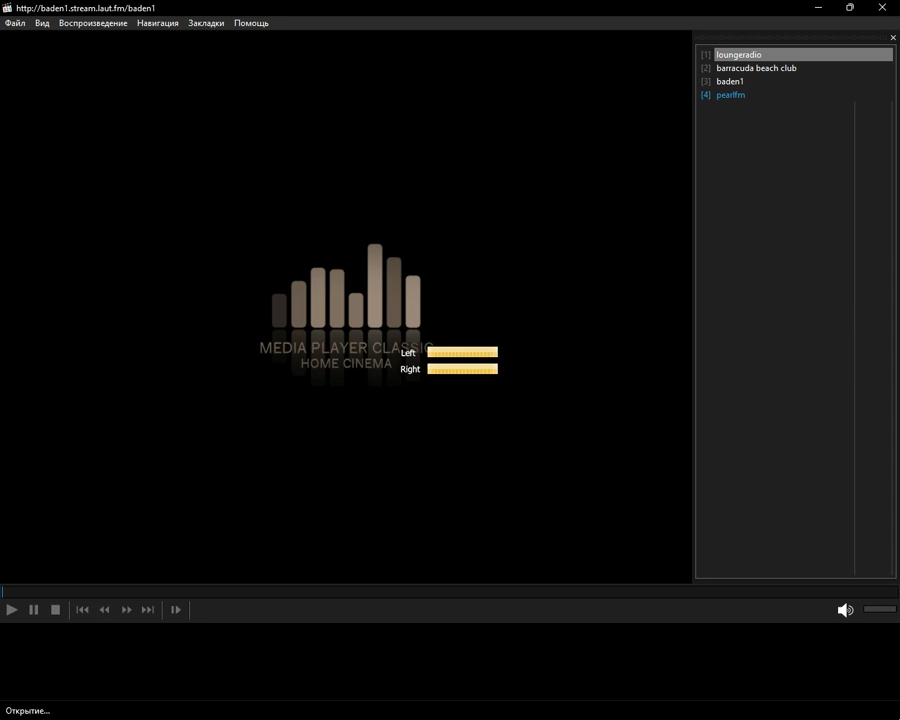 http://baden1.stream.laut.fm/baden1
Файл Вид Воспроизведение Навигация Закладки Помощь
[1] loungeradio
[2] barracuda beach club
[3] baden1
[4] pearlfm
MEDIA PLAYER CLASSIC
HOME CINEMA
Left
Right
Открытие...